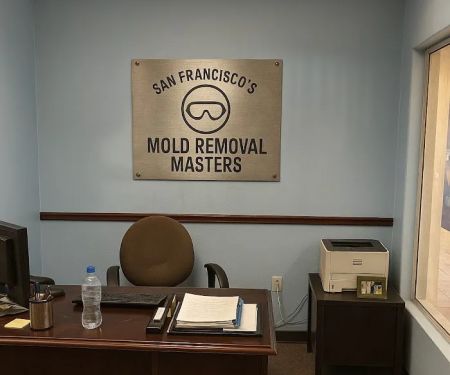 SAN FRANCISCO'S
MOLD REMOVAL
MASTERS